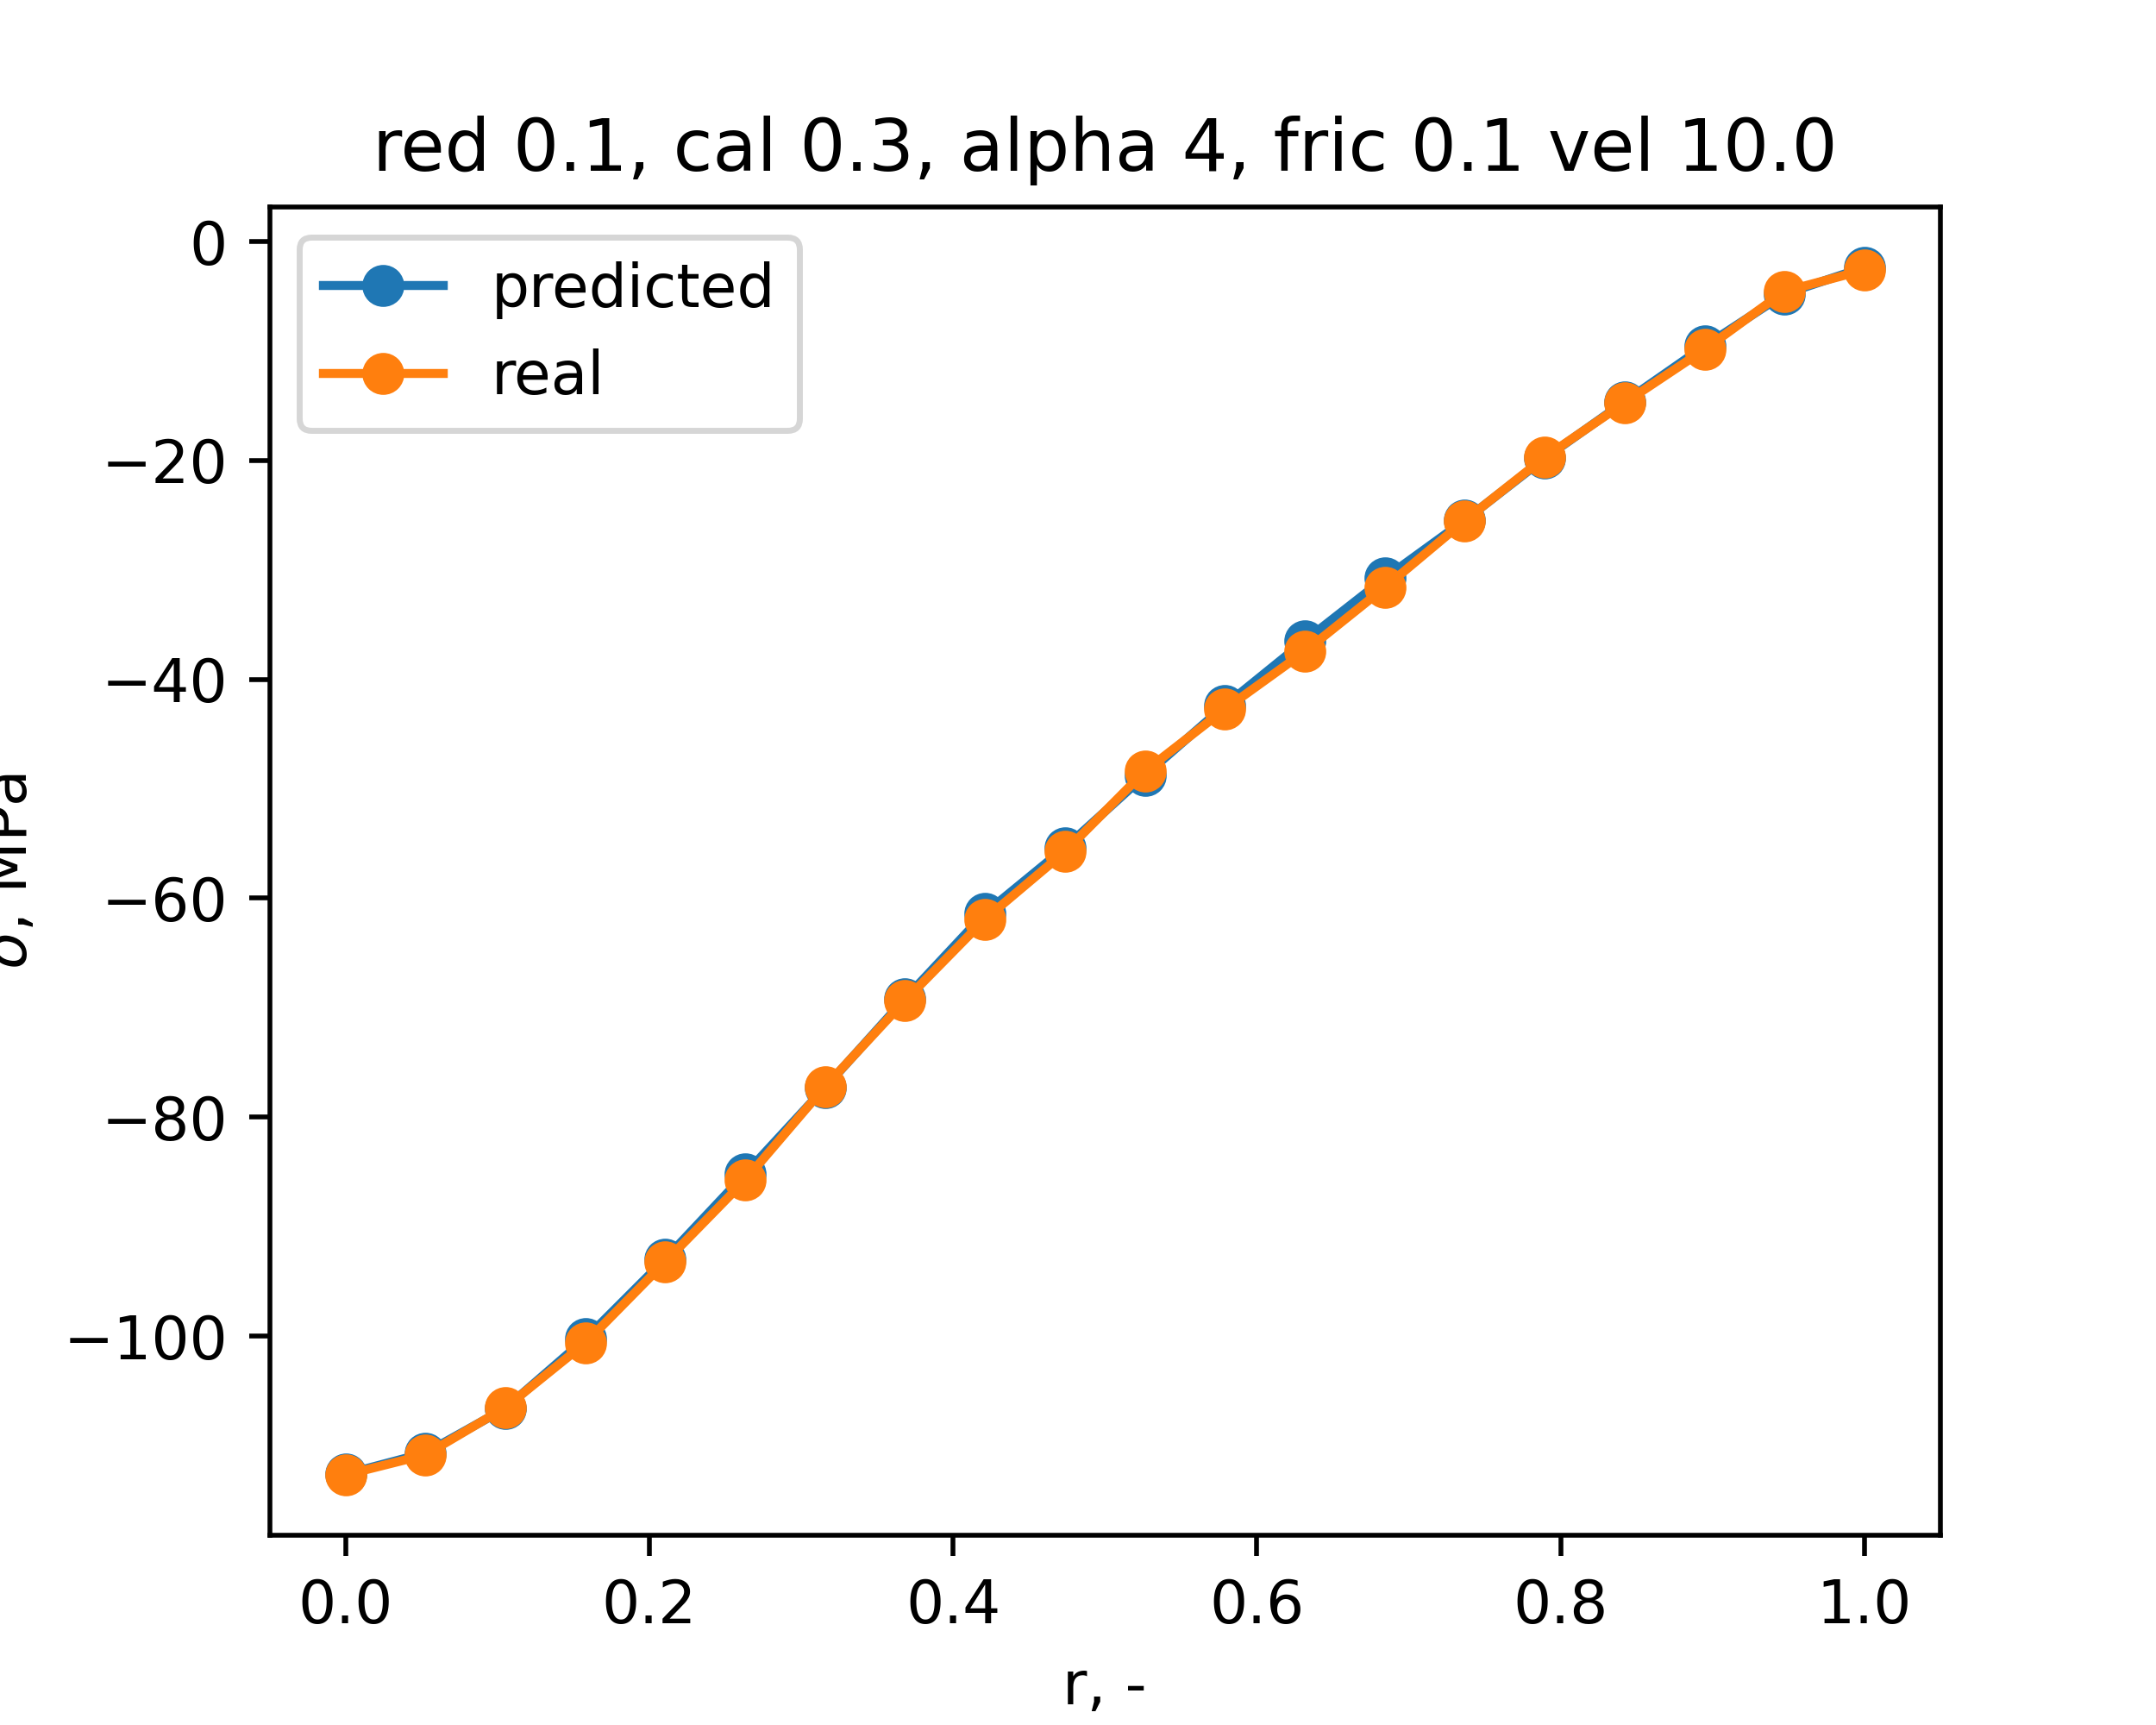 red 0.1, cal 0.3, alpha 4, fric 0.1 vel 10.0
predicted
real
0
−20
−40
−60
−80
−100
, MPa
0.0 0.2 0.4 0.6 0.8 1.0
r, -